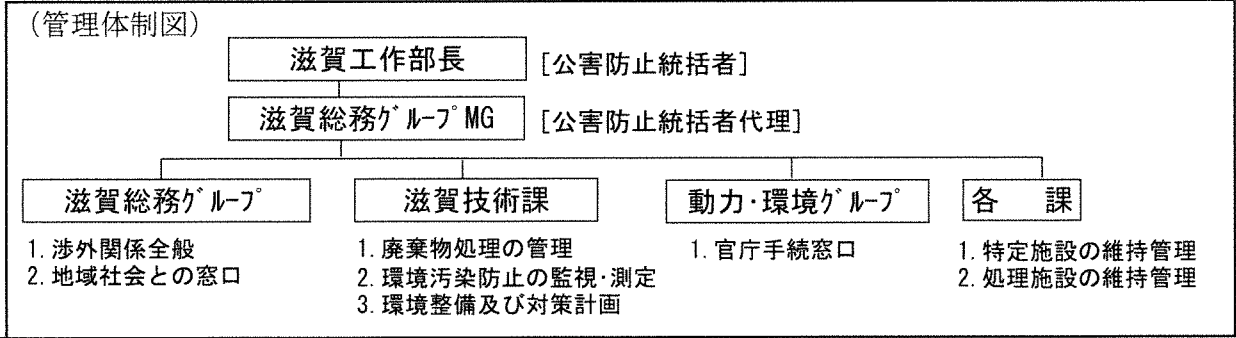 (管理体制図)
滋賀工作部長 [公害防止統括者]
滋賀総務ｸﾞﾙｰﾌﾟMG [公害防止統括者代理]
滋賀総務ｸﾞﾙｰﾌﾟ
1. 渉外関係全般
2. 地域社会との窓口
滋賀技術課
1. 廃棄物処理の管理
2. 環境汚染防止の監視･測定
3. 環境整備及び対策計画
動力･環境ｸﾞﾙｰﾌﾟ
1. 官庁手続窓口
各　課
1. 特定施設の維持管理
2. 処理施設の維持管理